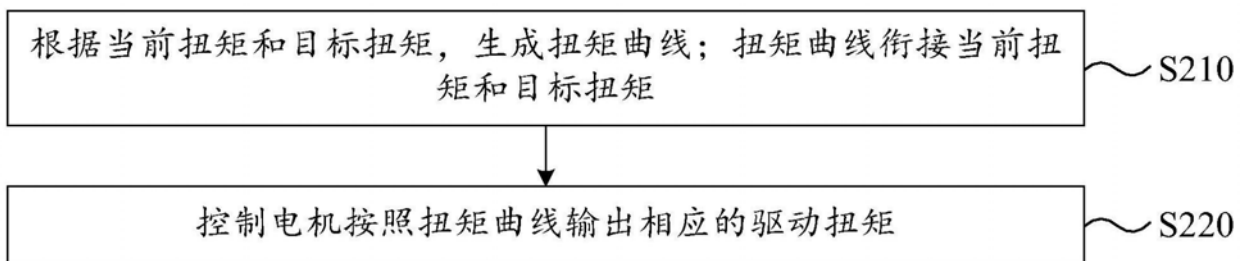 根据当前扭矩和目标扭矩，生成扭矩曲线；扭矩曲线衔接当前扭
矩和目标扭矩
S210
控制电机按照扭矩曲线输出相应的驱动扭矩
S220